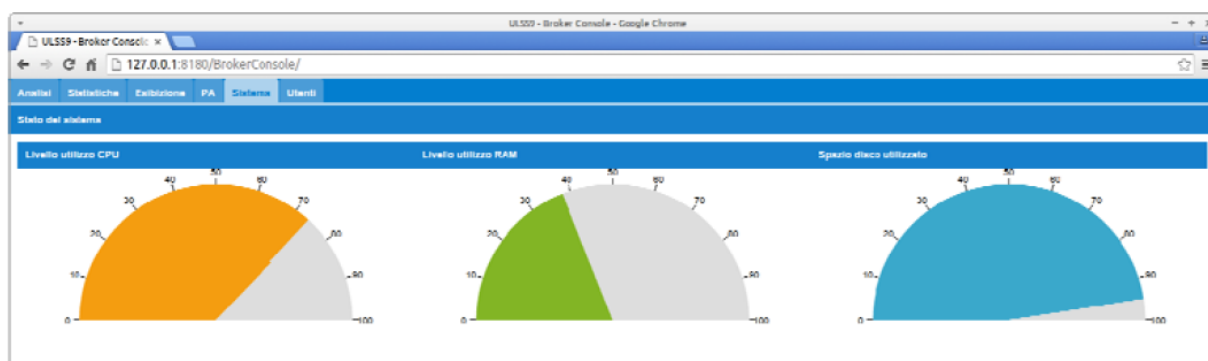 ULSS9 - Broker Console - Google Chrome
ULSS9 - Broker Console
127.0.0.1:8180/BrokerConsole/
Analisi Statistiche Esibizione PA Sistema Utenti
Stato del sistema
Livello utilizzo CPU Livello utilizzo RAM Spazio disco utilizzato
0 10 20 30 40 50 60 70 80 90 100
0 10 20 30 40 50 60 70 80 90 100
0 10 20 30 40 50 60 70 80 90 100